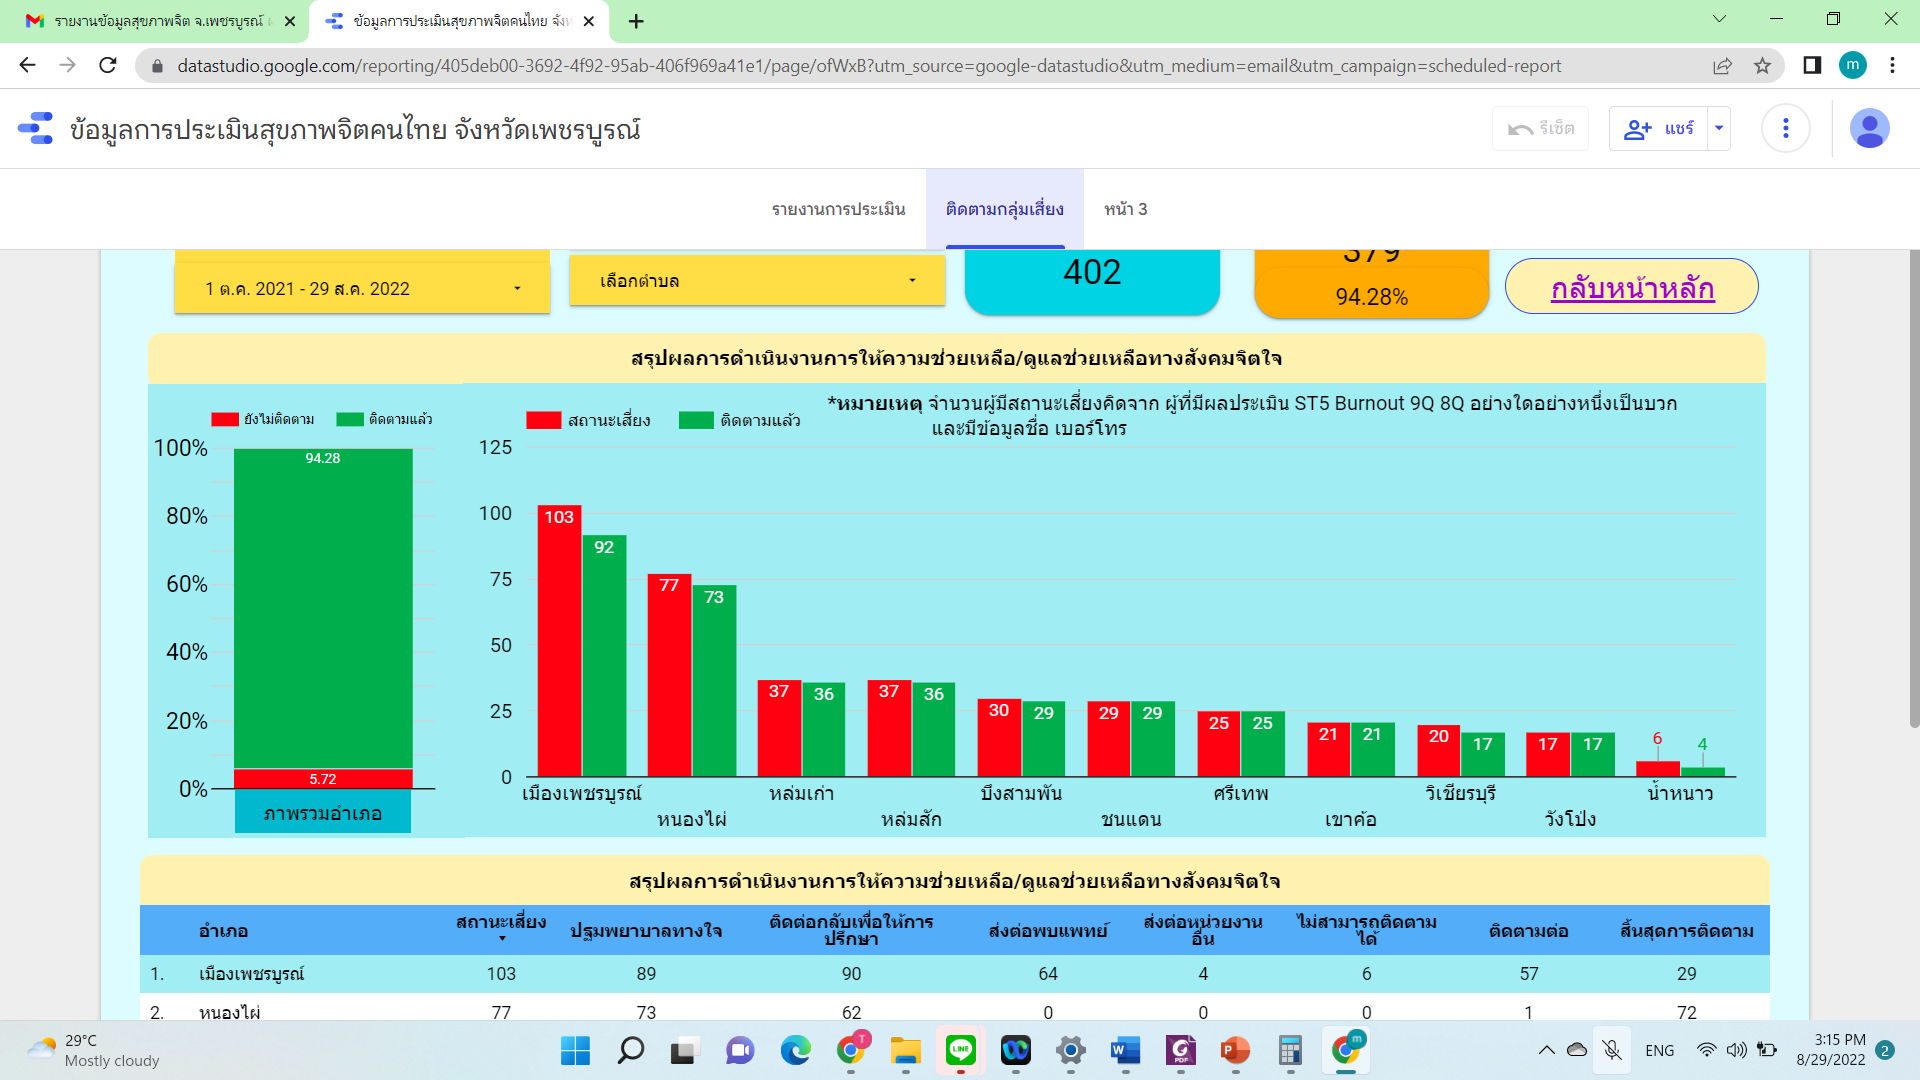 รายงานข้อมูลสุขภาพจิต จ.เพชรบูรณ์
ข้อมูลการประเมินสุขภาพจิตคนไทย จังห
datastudio.google.com/reporting/405deb00-3692-4f92-95ab-406f969a41e1/page/ofWxB?utm_source=google-datastudio&utm_medium=email&utm_campaign=scheduled-report
m
ข้อมูลการประเมินสุขภาพจิตคนไทย จังหวัดเพชรบูรณ์
รีเซ็ต
แชร์
รายงานการประเมิน
ติดตามกลุ่มเสี่ยง
หน้า 3
1 ต.ค. 2021 - 29 ส.ค. 2022
เลือกตำบล
402
379
94.28%
กลับหน้าหลัก
สรุปผลการดำเนินงานการให้ความช่วยเหลือ/ดูแลช่วยเหลือทางสังคมจิตใจ
ยังไม่ติดตาม ติดตามแล้ว
100%
80%
60%
40%
20%
0%
94.28
5.72
ภาพรวมอำเภอ
สถานะเสี่ยง ติดตามแล้ว
*หมายเหตุ จำนวนผู้มีสถานะเสี่ยงคิดจาก ผู้ที่มีผลประเมิน ST5 Burnout 9Q 8Q อย่างใดอย่างหนึ่งเป็นบวก
และมีข้อมูลชื่อ เบอร์โทร
125
100
75
50
25
0
103 92 77 73 37 36 37 36 30 29 29 29 25 25 21 21 20 17 17 17 6 4
เมืองเพชรบูรณ์ หล่มเก่า บึงสามพัน ศรีเทพ วิเชียรบุรี น้ำหนาว
หนองไผ่ หล่มสัก ชนแดน เขาค้อ วังโป่ง
สรุปผลการดำเนินงานการให้ความช่วยเหลือ/ดูแลช่วยเหลือทางสังคมจิตใจ
อำเภอ สถานะเสี่ยง ปฐมพยาบาลทางใจ ติดต่อกลับเพื่อให้การปรึกษา ส่งต่อพบแพทย์ ส่งต่อหน่วยงานอื่น ไม่สามารถติดตามได้ ติดตามต่อ สิ้นสุดการติดตาม
1. เมืองเพชรบูรณ์ 103 89 90 64 4 6 57 29
2. หนองไผ่ 77 73 62 0 0 0 1 72
29°C
Mostly cloudy
T
LINE
m
ENG
3:15 PM
8/29/2022
2